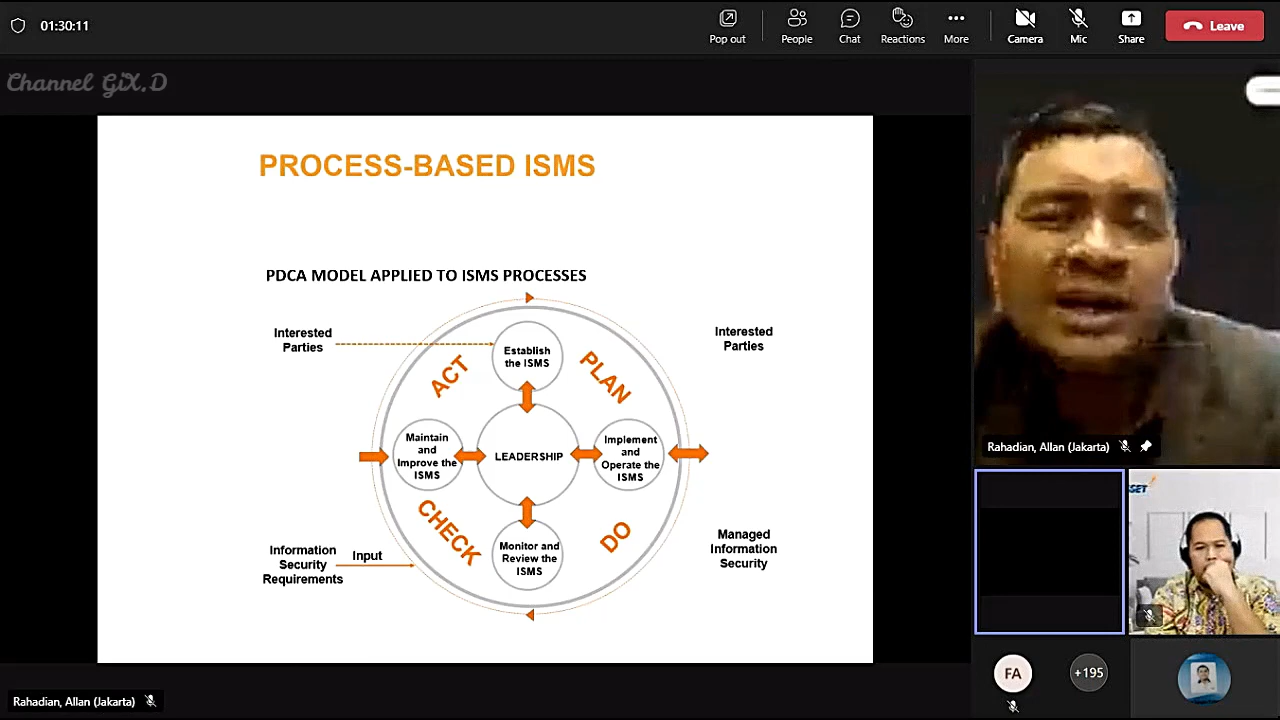 01:30:11
Pop out
People
Chat
Reactions
More
Camera
Mic
Share
Leave
Channel GiX.D
PROCESS-BASED ISMS
PDCA MODEL APPLIED TO ISMS PROCESSES
Interested
Parties
Interested
Parties
Establish
the ISMS
ACT
PLAN
Maintain
and
Improve the
ISMS
LEADERSHIP
Implement
and
Operate the
ISMS
CHECK
DO
Monitor and
Review the
ISMS
Information
Security
Requirements
Input
Managed
Information
Security
Rahadian, Allan (Jakarta)
SET
FA
+195
Rahadian, Allan (Jakarta)